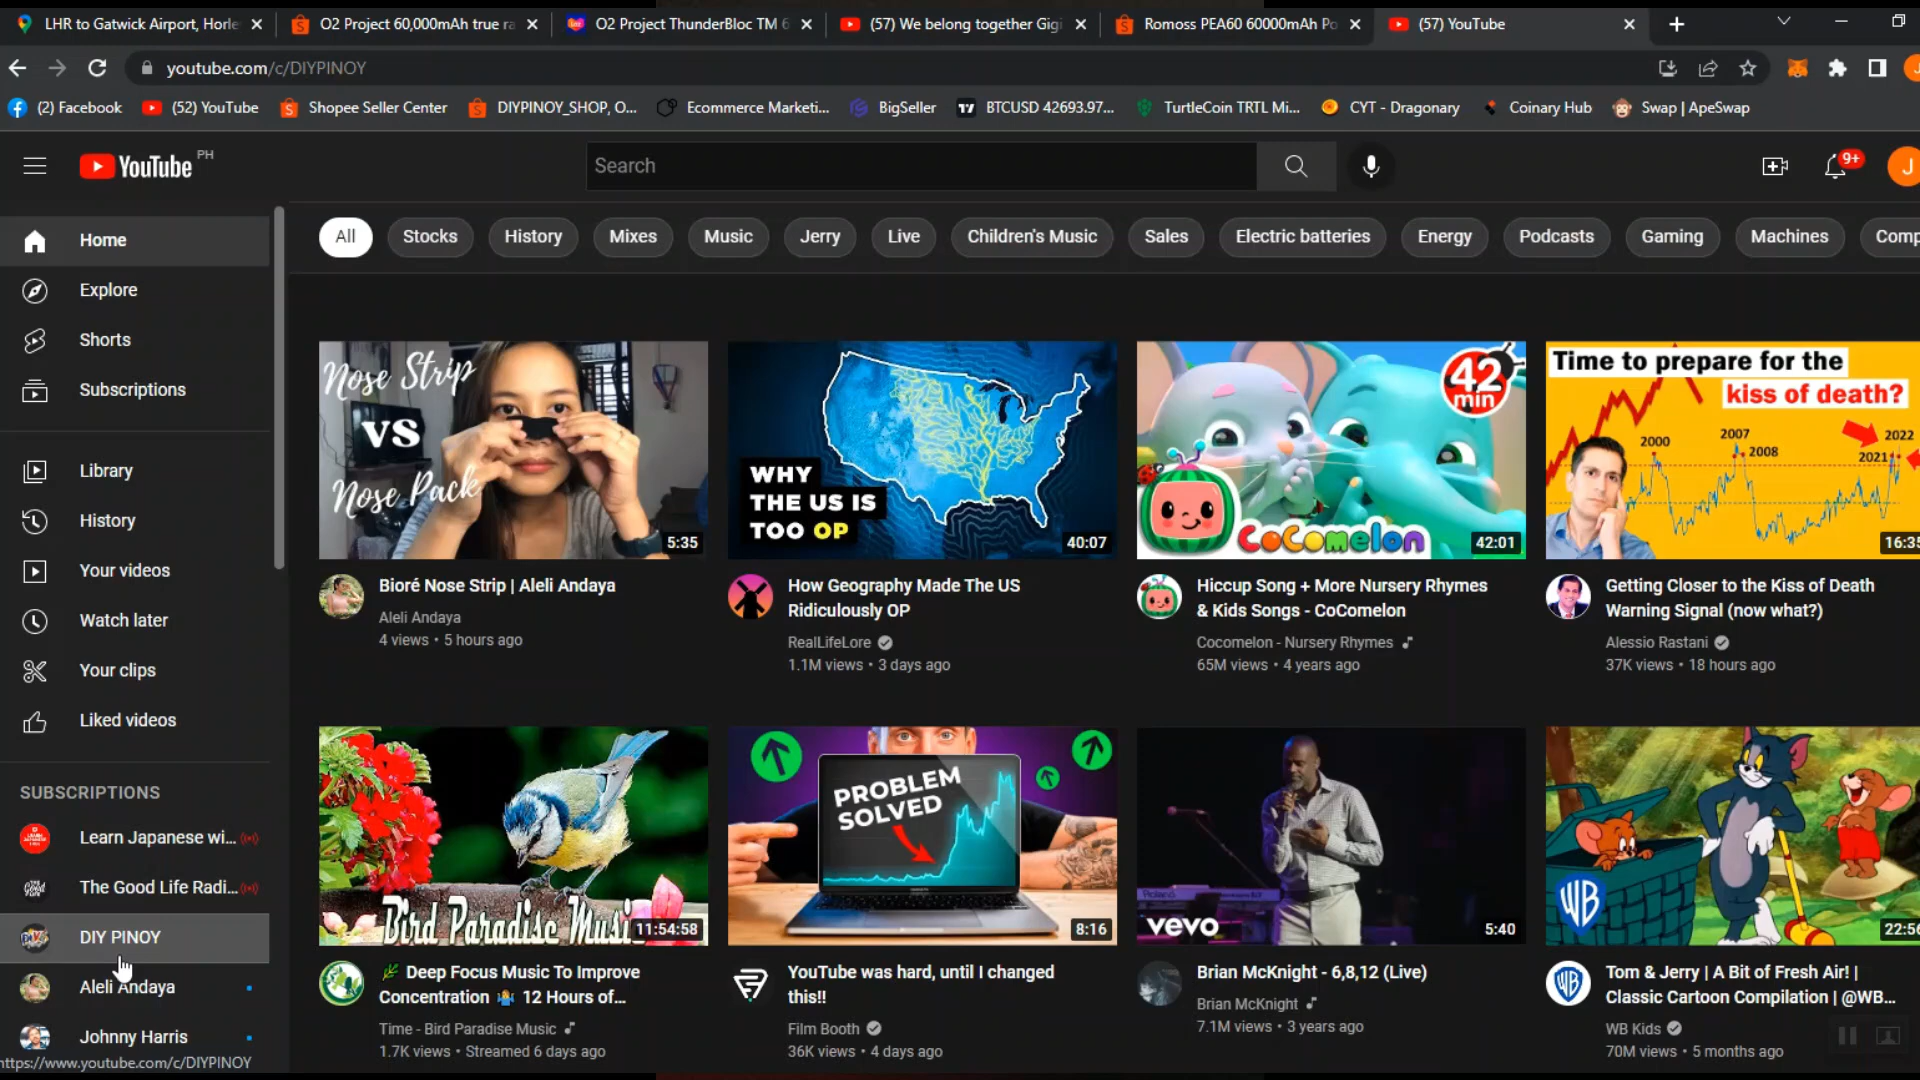 LHR to Gatwick Airport, Horle
O2 Project 60,000mAh true ra
O2 Project ThunderBloc TM 6
(57) We belong together Gigi
Romoss PEA60 60000mAh Po
(57) YouTube
youtube.com/c/DIYPINOY
(2) Facebook
(52) YouTube
Shopee Seller Center
DIYPINOY_SHOP, O...
Ecommerce Marketi...
BigSeller
BTCUSD 42693.97...
TurtleCoin TRTL Mi...
CYT - Dragonary
Coinary Hub
Swap | ApeSwap
YouTube PH
Search
9+
J
All
Stocks
History
Mixes
Music
Jerry
Live
Children's Music
Sales
Electric batteries
Energy
Podcasts
Gaming
Machines
Comp
Home
Explore
Shorts
Subscriptions
Library
History
Your videos
Watch later
Your clips
Liked videos
SUBSCRIPTIONS
Learn Japanese wi...
The Good Life Radi...
DIY PINOY
Aleli Andaya
Johnny Harris
https://www.youtube.com/c/DIYPINOY
Nose Strip
VS
Nose Pack
5:35
Bioré Nose Strip | Aleli Andaya
Aleli Andaya
4 views • 5 hours ago
WHY
THE US IS
TOO OP
40:07
How Geography Made The US
Ridiculously OP
RealLifeLore
1.1M views • 3 days ago
42
min
CoComelon
42:01
Hiccup Song + More Nursery Rhymes
& Kids Songs - CoComelon
Cocomelon - Nursery Rhymes
65M views • 4 years ago
Time to prepare for the
kiss of death?
2000
2007
2008
2022
2021
16:35
Getting Closer to the Kiss of Death
Warning Signal (now what?)
Alessio Rastani
37K views • 18 hours ago
Bird Paradise Music
11:54:58
Deep Focus Music To Improve
Concentration 12 Hours of...
Time - Bird Paradise Music
1.7K views • Streamed 6 days ago
PROBLEM
SOLVED
8:16
YouTube was hard, until I changed
this!!
Film Booth
36K views • 4 days ago
Roland
vevo
5:40
Brian McKnight - 6,8,12 (Live)
Brian McKnight
7.1M views • 3 years ago
WB
22:56
Tom & Jerry | A Bit of Fresh Air! |
Classic Cartoon Compilation | @WB...
WB Kids
70M views • 5 months ago